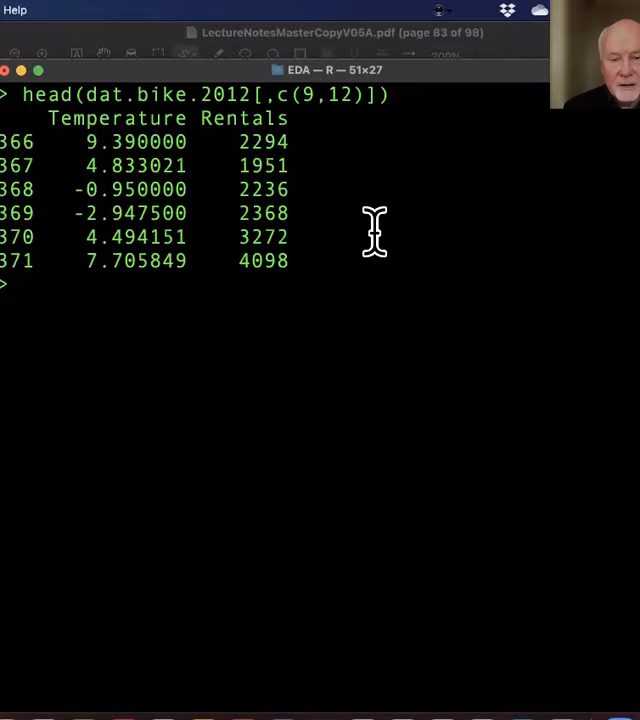 Help
LectureNotesMasterCopyV05A.pdf (page 83 of 98)
200%
EDA — R — 51×27
> head(dat.bike.2012[,c(9,12)])
Temperature Rentals
366 9.390000 2294
367 4.833021 1951
368 -0.950000 2236
369 -2.947500 2368
370 4.494151 3272
371 7.705849 4098
>